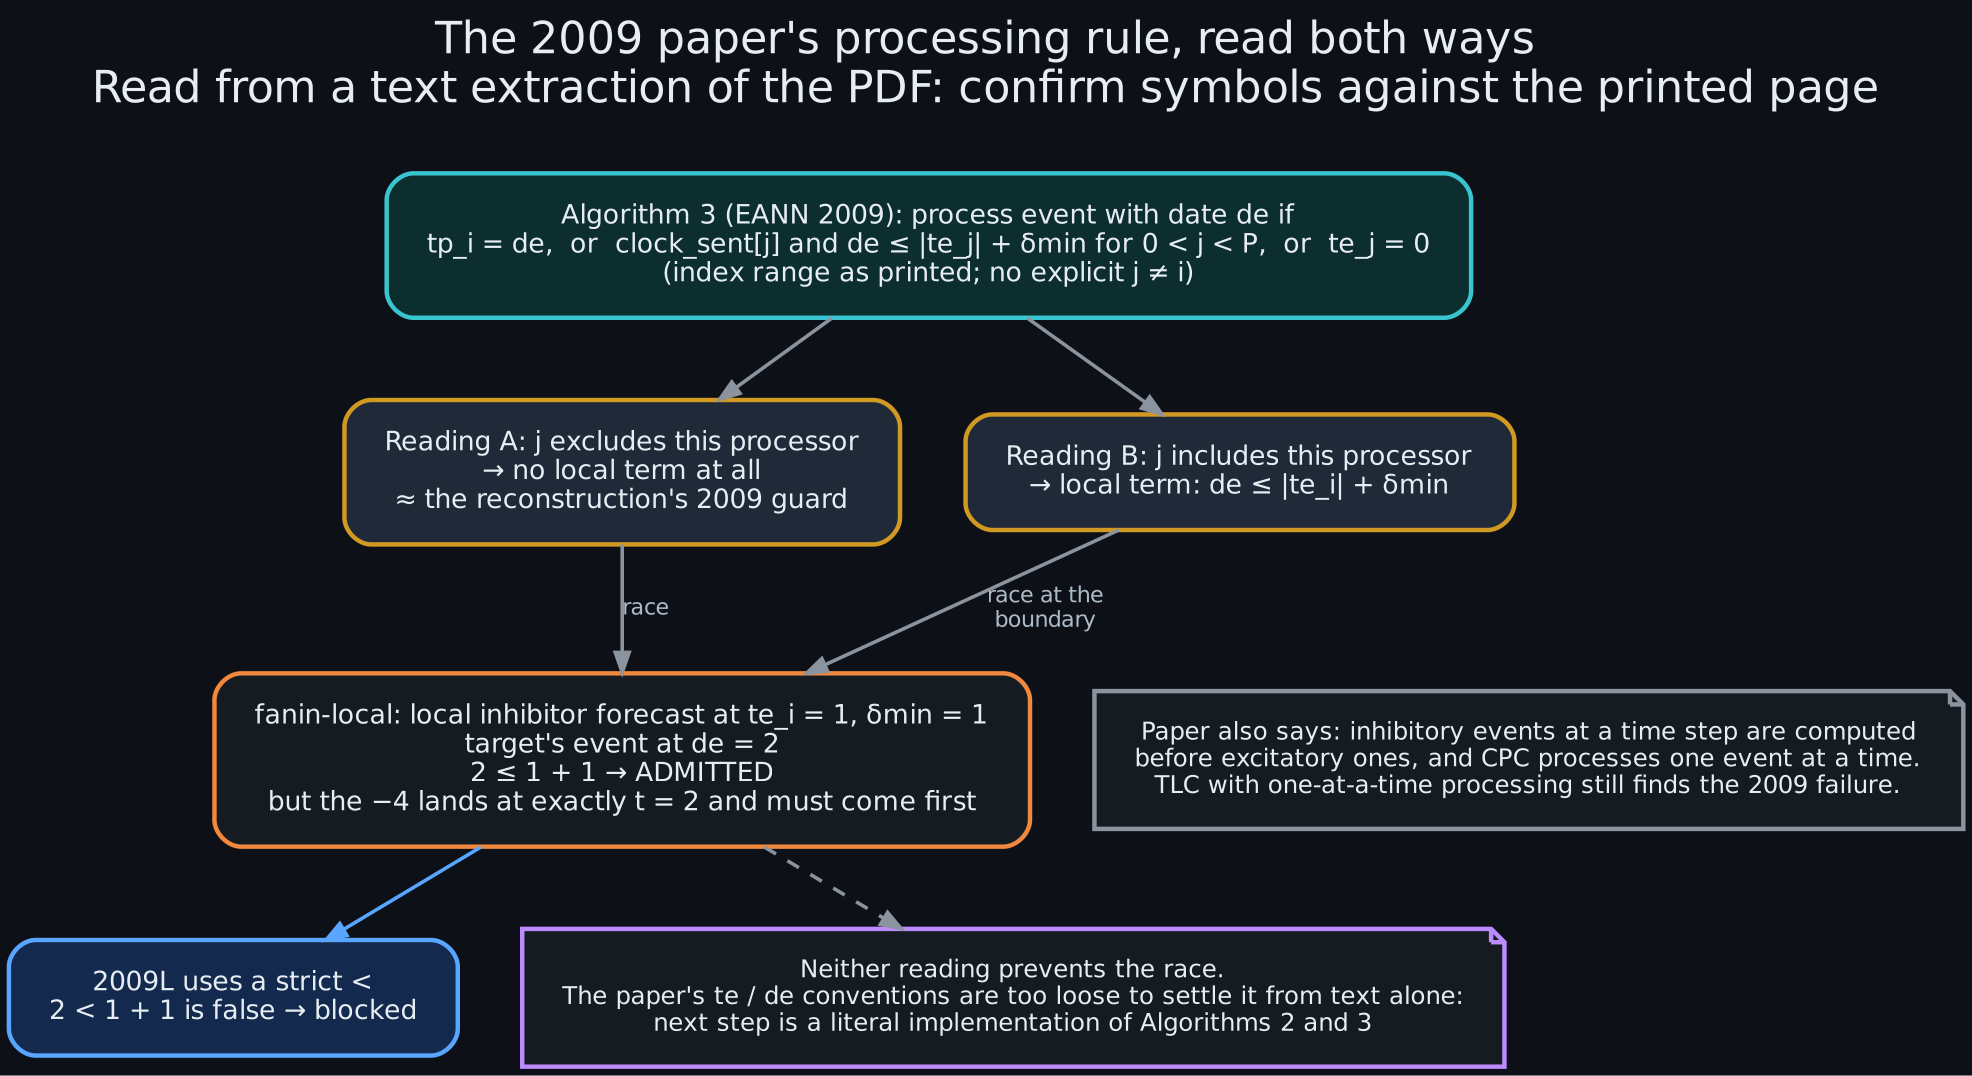 The 2009 paper's processing rule, read both ways
Read from a text extraction of the PDF: confirm symbols against the printed page
Algorithm 3 (EANN 2009): process event with date de if
tp_i = de,  or  clock_sent[j] and de ≤ |te_j| + δmin for 0 < j < P,  or  te_j = 0
(index range as printed; no explicit j ≠ i)
Reading A: j excludes this processor
→ no local term at all
≈ the reconstruction's 2009 guard
Reading B: j includes this processor
→ local term: de ≤ |te_i| + δmin
race
race at the
boundary
fanin-local: local inhibitor forecast at te_i = 1, δmin = 1
target's event at de = 2
2 ≤ 1 + 1 → ADMITTED
but the −4 lands at exactly t = 2 and must come first
Paper also says: inhibitory events at a time step are computed
before excitatory ones, and CPC processes one event at a time.
TLC with one-at-a-time processing still finds the 2009 failure.
2009L uses a strict <
2 < 1 + 1 is false → blocked
Neither reading prevents the race.
The paper's te / de conventions are too loose to settle it from text alone:
next step is a literal implementation of Algorithms 2 and 3